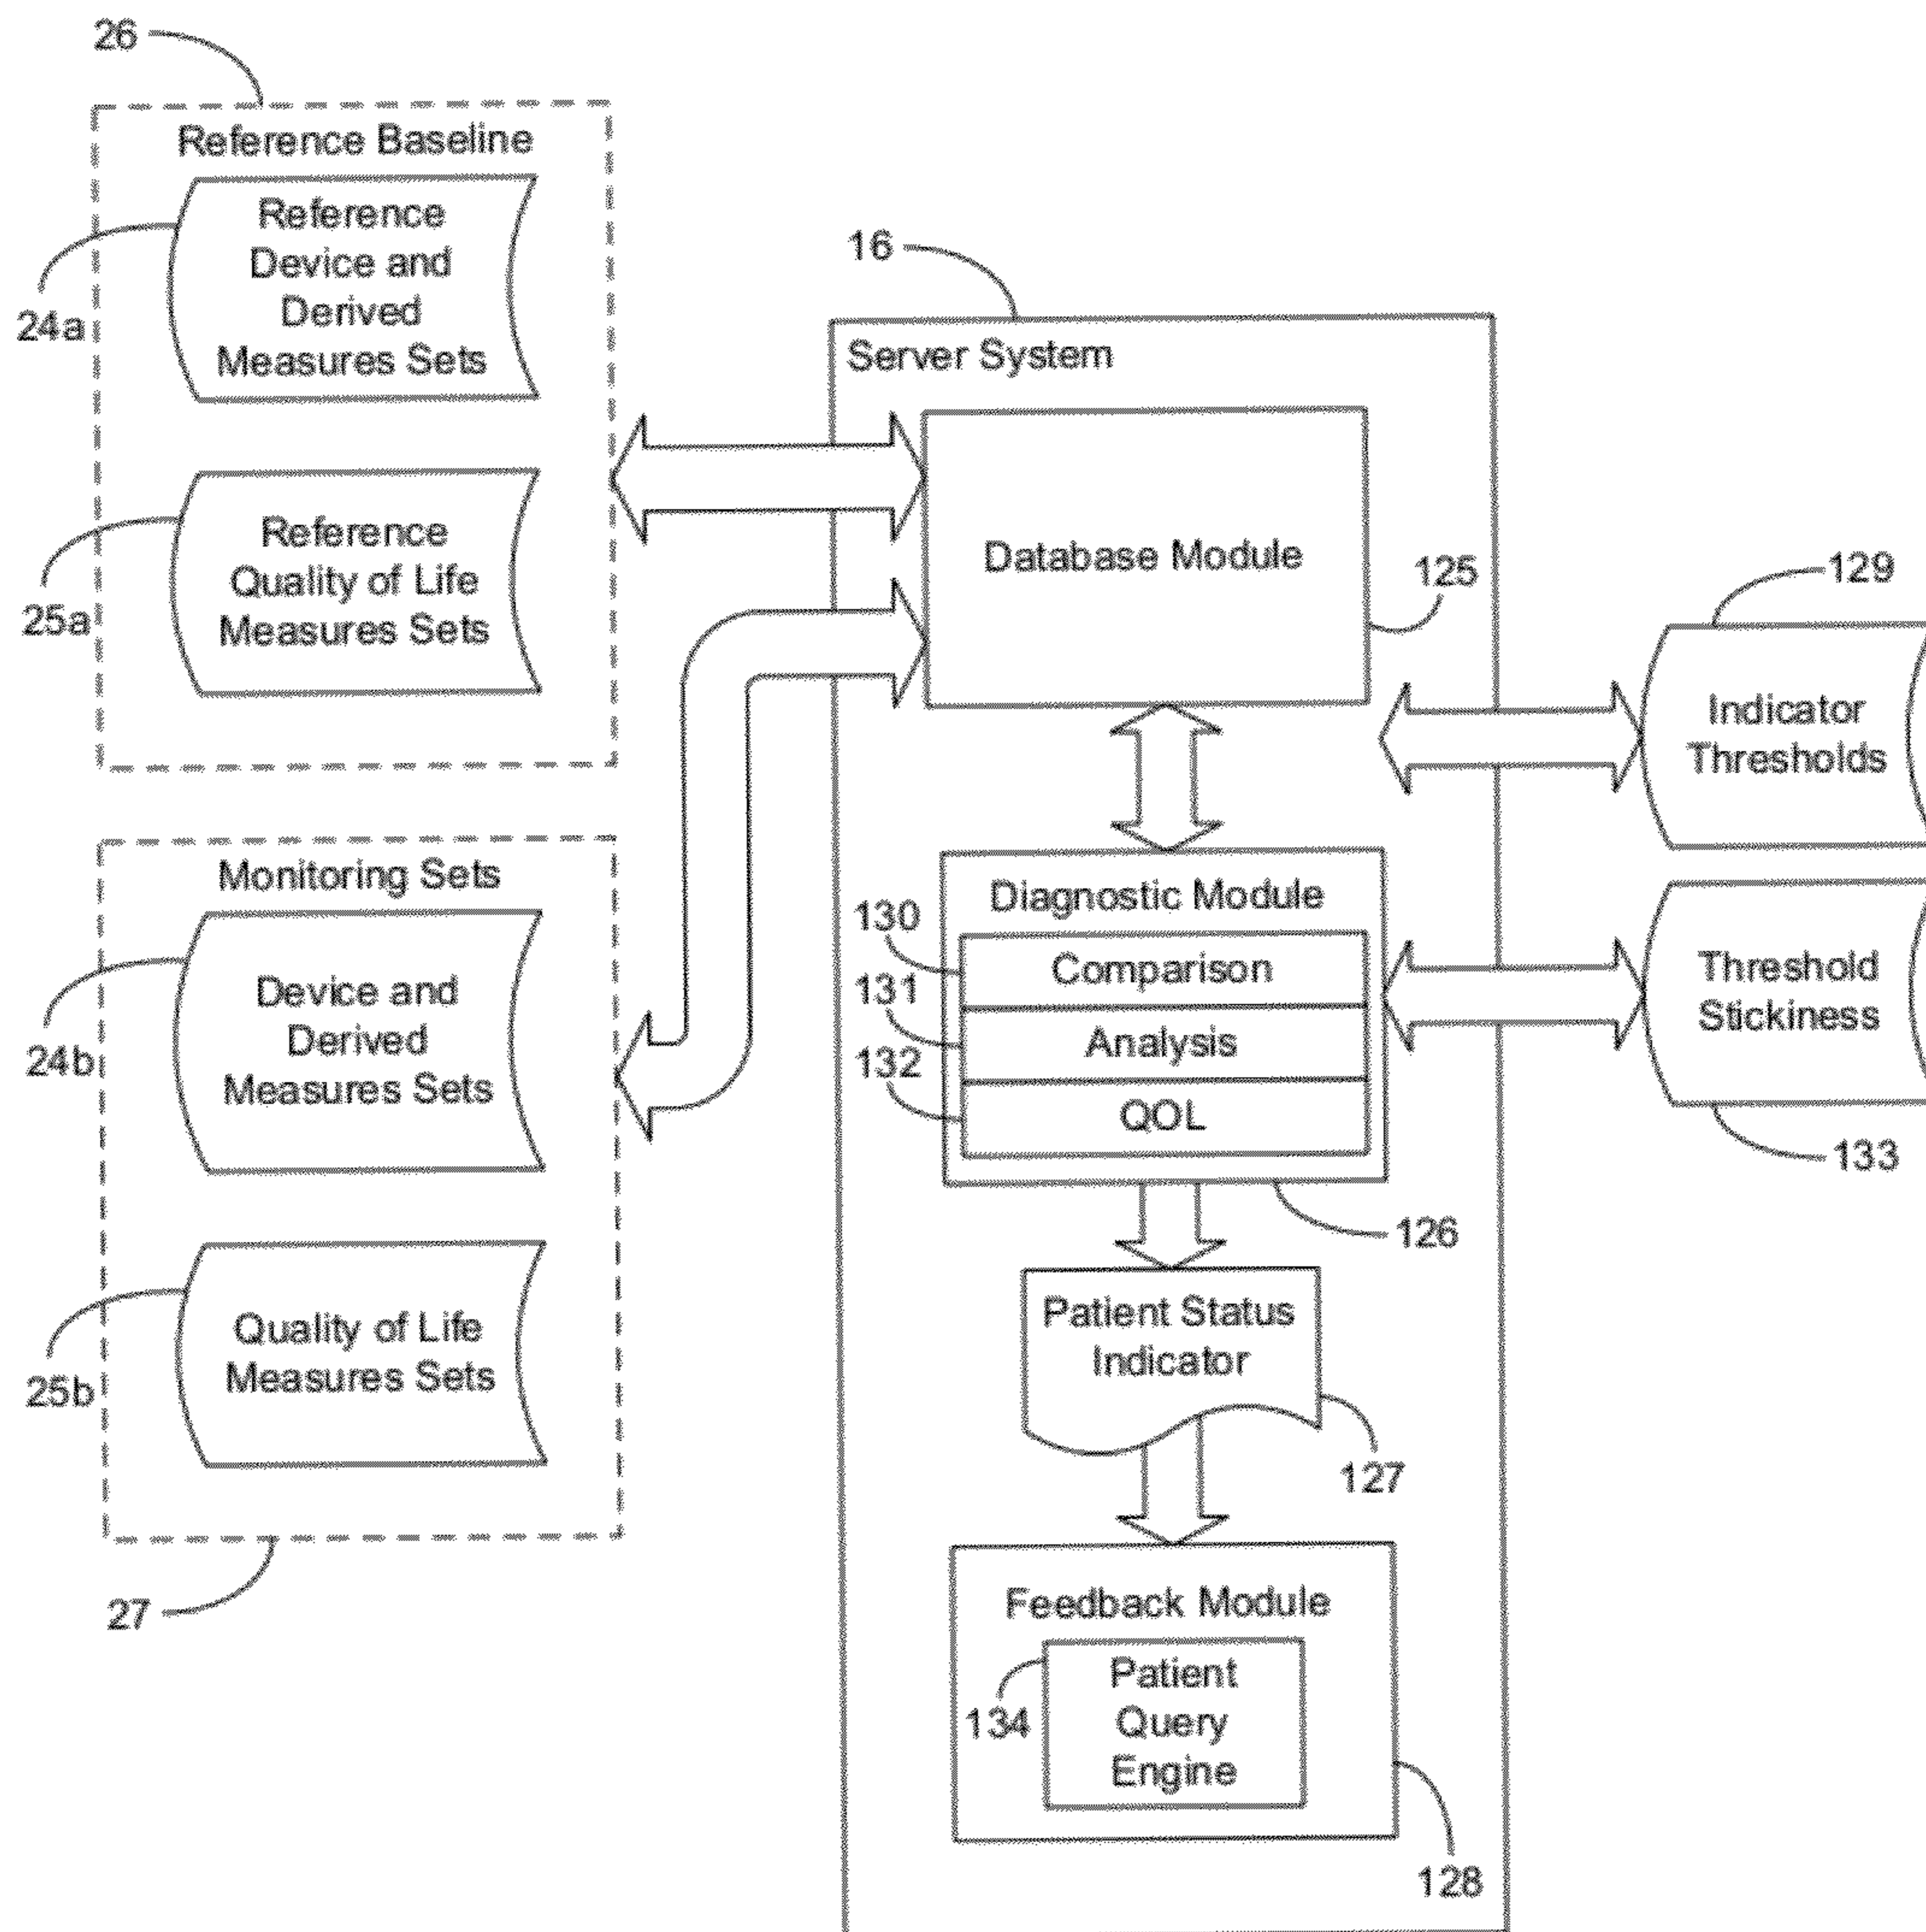 26
Reference Baseline
Reference
Device and
Derived
Measures Sets
24a
Reference
Quality of Life
Measures Sets
25a
Monitoring Sets
Device and
Derived
Measures Sets
24b
Quality of Life
Measures Sets
25b
27
16
Server System
Database Module
125
129
Indicator
Thresholds
Diagnostic Module
130
Comparison
131
Analysis
132
QOL
126
Threshold
Stickiness
133
Patient Status
Indicator
127
Feedback Module
134
Patient
Query
Engine
128